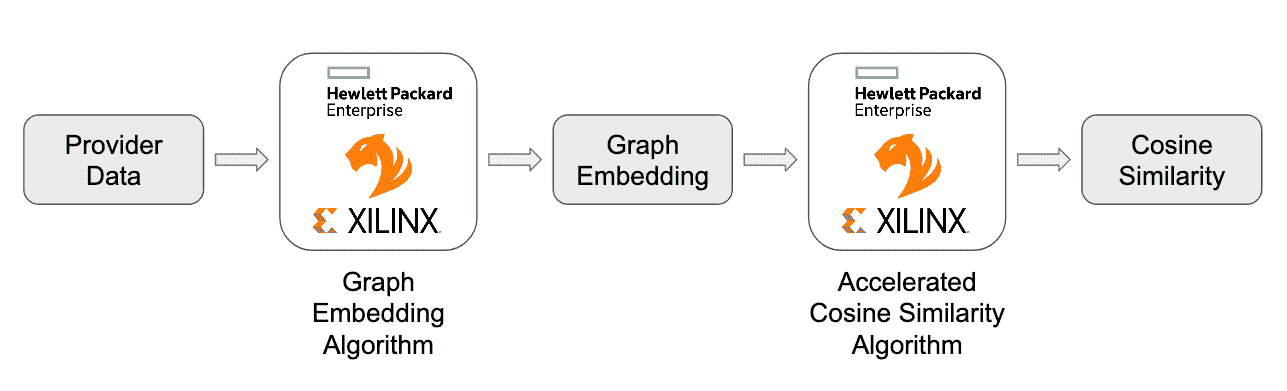 Provider
Data
Hewlett Packard
Enterprise
XILINX
Graph
Embedding
Algorithm
Graph
Embedding
Hewlett Packard
Enterprise
XILINX
Accelerated
Cosine Similarity
Algorithm
Cosine
Similarity